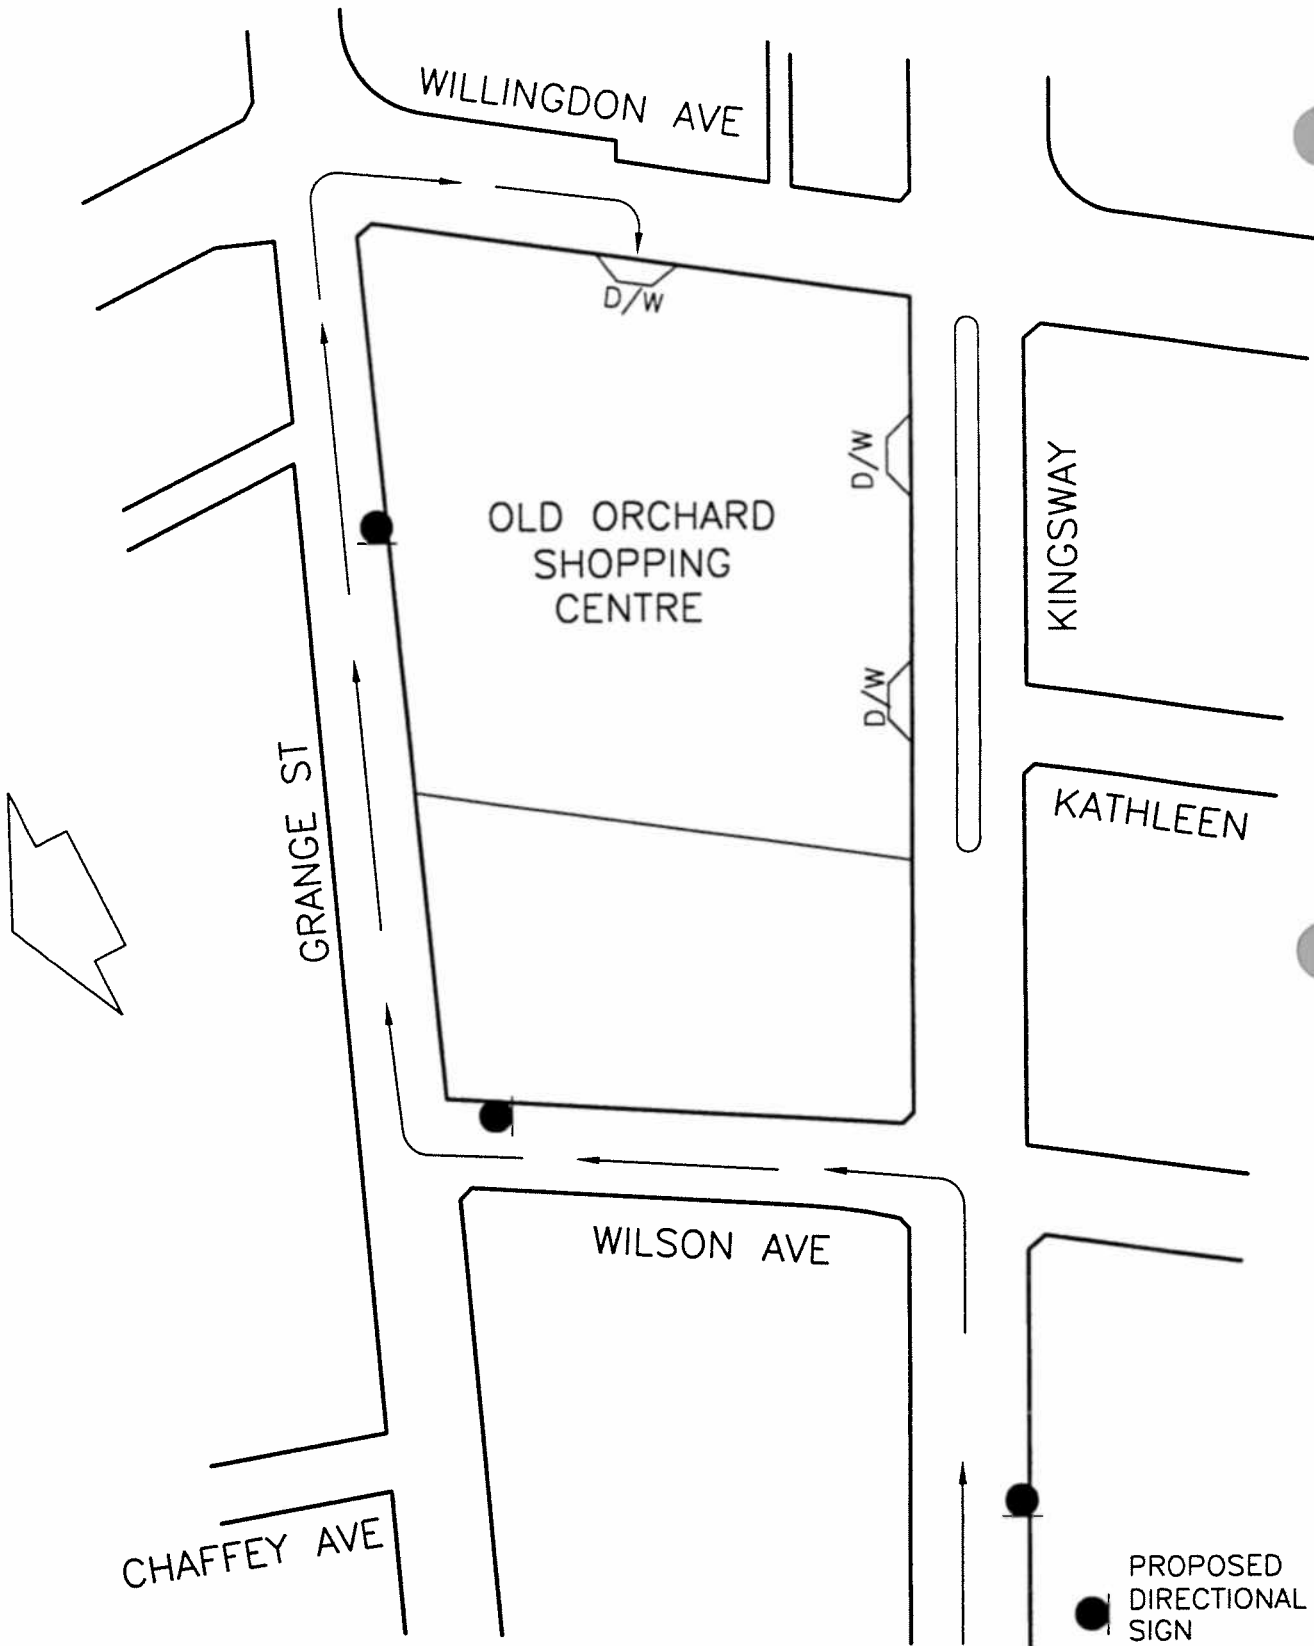 WILLINGDON AVE
D/W
D/W
OLD ORCHARD
SHOPPING
CENTRE
KINGSWAY
D/W
GRANGE ST
KATHLEEN
WILSON AVE
CHAFFEY AVE
PROPOSED
DIRECTIONAL
SIGN